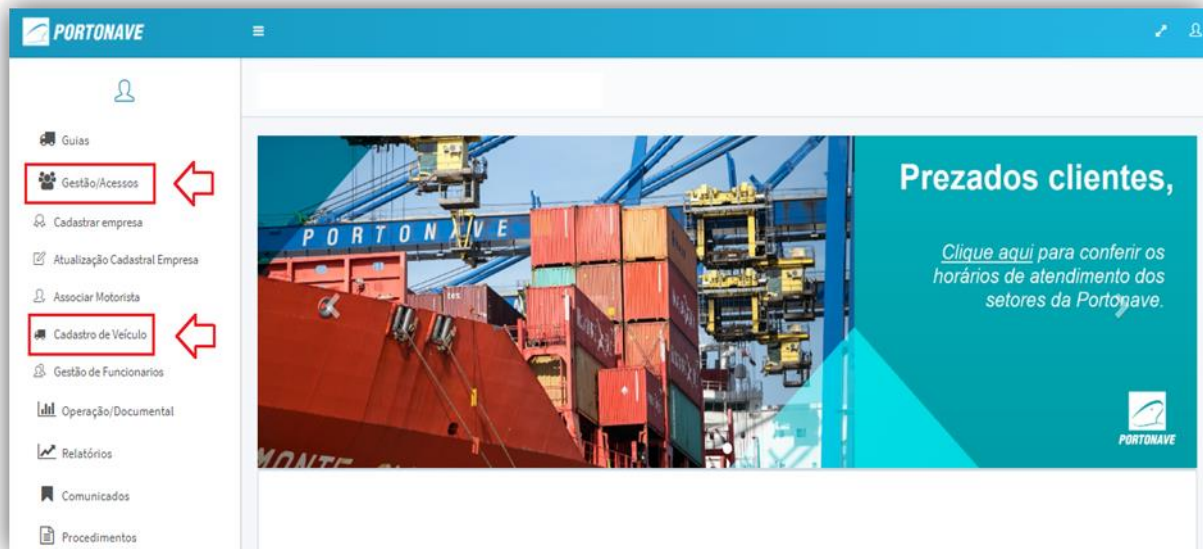 PORTONAVE
Guias
Gestão/Acessos
Cadastrar empresa
Atualização Cadastral Empresa
Associar Motorista
Cadastro de Veículo
Gestão de Funcionarios
Operação/Documental
Relatórios
Comunicados
Procedimentos
PORTONAVE
tex
MONTE
Prezados clientes,
Clique aqui para conferir os
horários de atendimento dos
setores da Portonave.
PORTONAVE